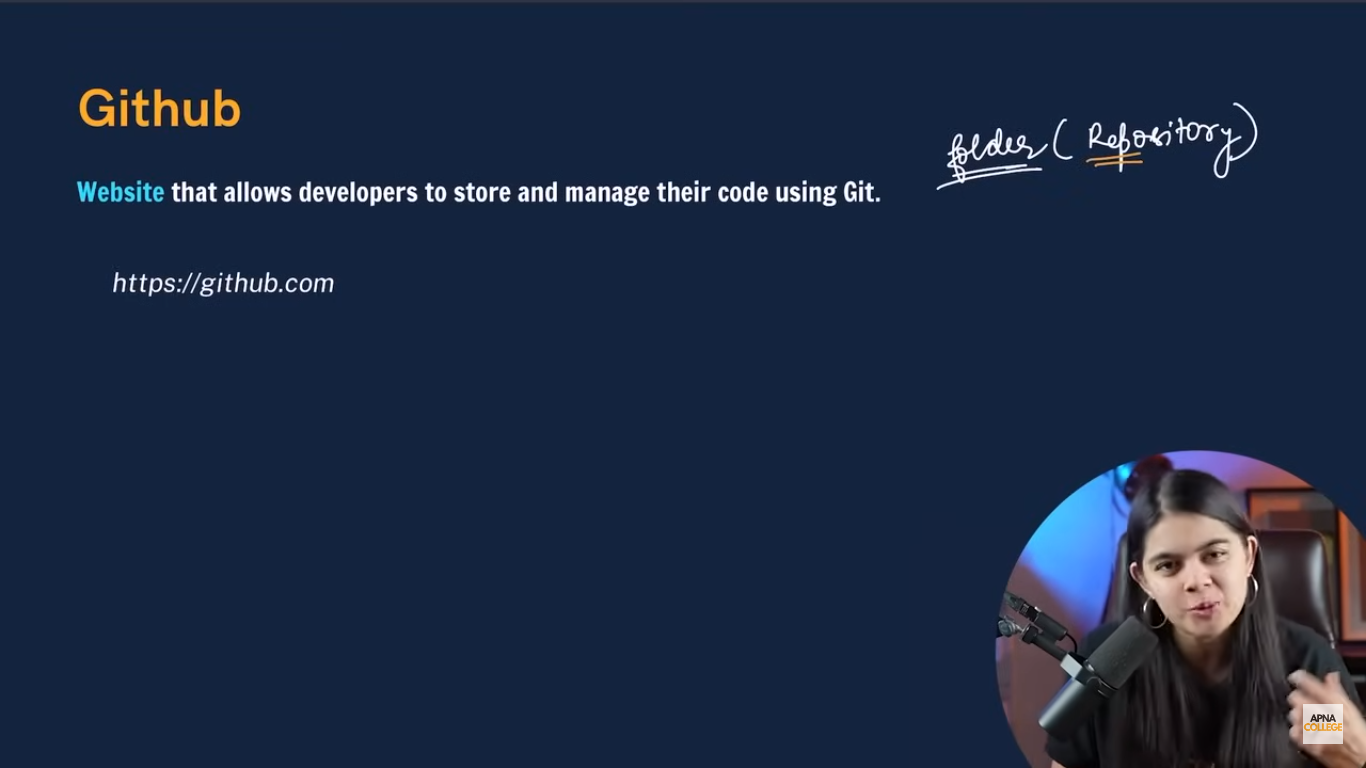 Github
folder (Repository)
Website that allows developers to store and manage their code using Git.
https://github.com
APNA
COLLEGE